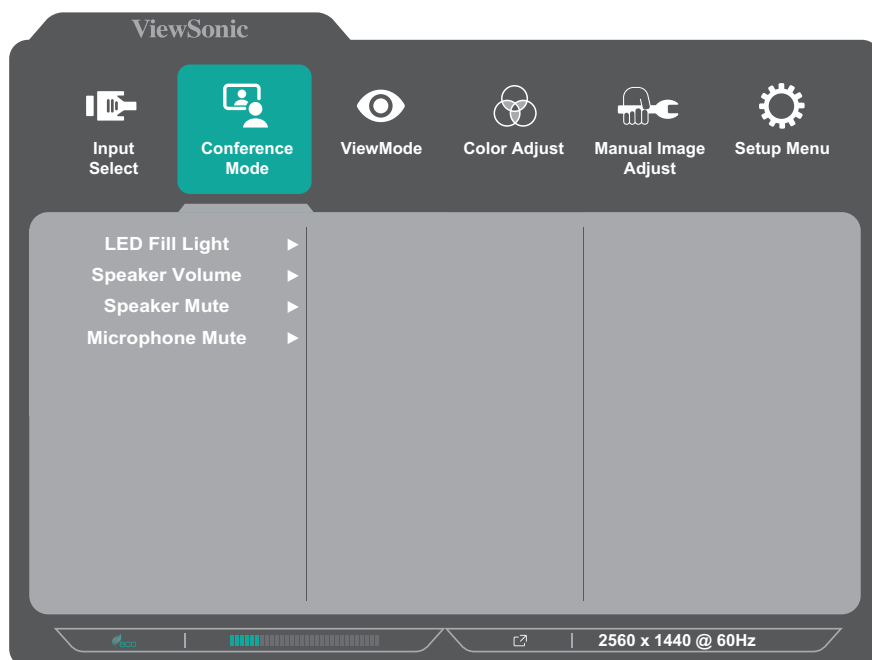 ViewSonic
Input
Select
Conference
Mode
ViewMode
Color Adjust
Manual Image
Adjust
Setup Menu
LED Fill Light
Speaker Volume
Speaker Mute
Microphone Mute
eco
2560 x 1440 @ 60Hz